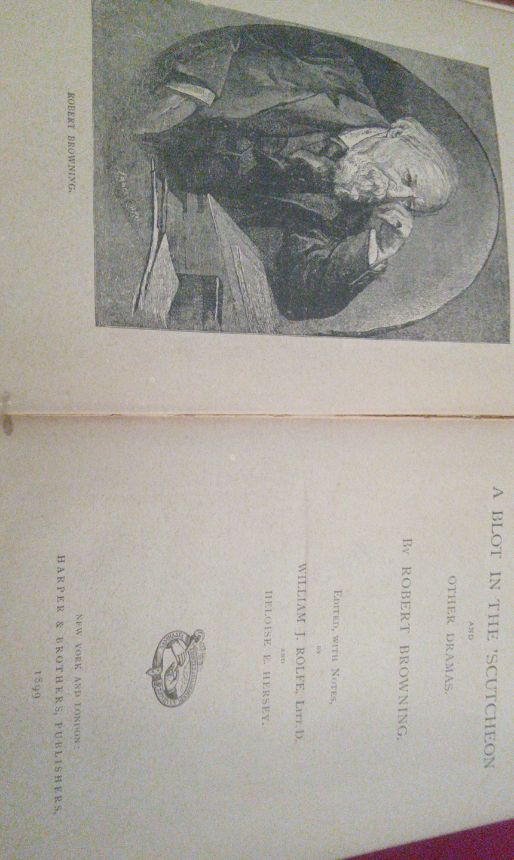 ROBERT BROWNING.
A BLOT IN THE 'SCUTCHEON
AND
OTHER DRAMAS.
BY ROBERT BROWNING.
EDITED, WITH NOTES,
BY
WILLIAM J. ROLFE, LITT.D.
AND
HELOISE E. HERSEY.
NEW YORK AND LONDON:
HARPER & BROTHERS, PUBLISHERS,
1899